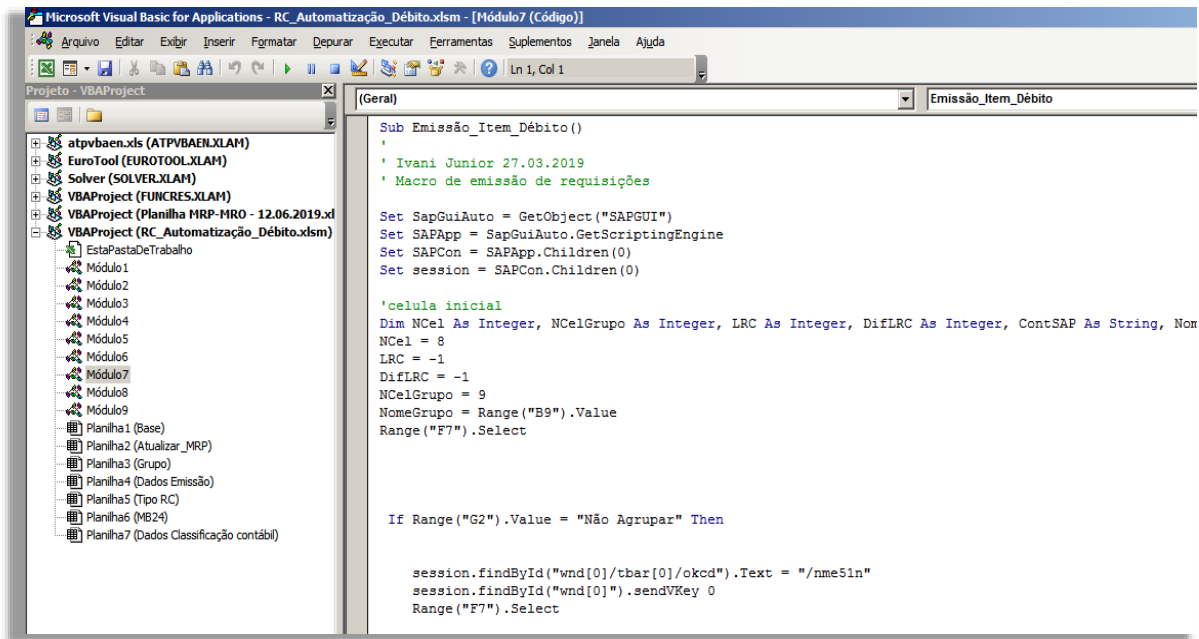 Microsoft Visual Basic for Applications - RC_Automatização_Débito.xlsm - [Módulo7 (Código)]
Arquivo Editar Exibir Inserir Formatar Depurar Executar Ferramentas Suplementos Janela Ajuda
Ln 1, Col 1
Projeto - VBAProject
atpvbaen.xls (ATPVBAEN.XLAM)
EuroTool (EUROTOOL.XLAM)
Solver (SOLVER.XLAM)
VBAProject (FUNCRES.XLAM)
VBAProject (Planilha MRP-MRO - 12.06.2019.xl
VBAProject (RC_Automatização_Débito.xlsm)
EstaPastaDeTrabalho
Módulo1
Módulo2
Módulo3
Módulo4
Módulo5
Módulo6
Módulo7
Módulo8
Módulo9
Planilha1 (Base)
Planilha2 (Atualizar_MRP)
Planilha3 (Grupo)
Planilha4 (Dados Emissão)
Planilha5 (Tipo RC)
Planilha6 (MB24)
Planilha7 (Dados Classificação contábil)
(Geral) Emissão_Item_Débito
Sub Emissão_Item_Débito()
'
' Ivani Junior 27.03.2019
' Macro de emissão de requisições
Set SapGuiAuto = GetObject("SAPGUI")
Set SAPApp = SapGuiAuto.GetScriptingEngine
Set SAPCon = SAPApp.Children(0)
Set session = SAPCon.Children(0)
'celula inicial
Dim NCel As Integer, NCelGrupo As Integer, LRC As Integer, DifLRC As Integer, ContSAP As String, Nom
NCel = 8
LRC = -1
DifLRC = -1
NCelGrupo = 9
NomeGrupo = Range("B9").Value
Range("F7").Select
If Range("G2").Value = "Não Agrupar" Then
session.findById("wnd[0]/tbar[0]/okcd").Text = "/nme51n"
session.findById("wnd[0]").sendVKey 0
Range("F7").Select